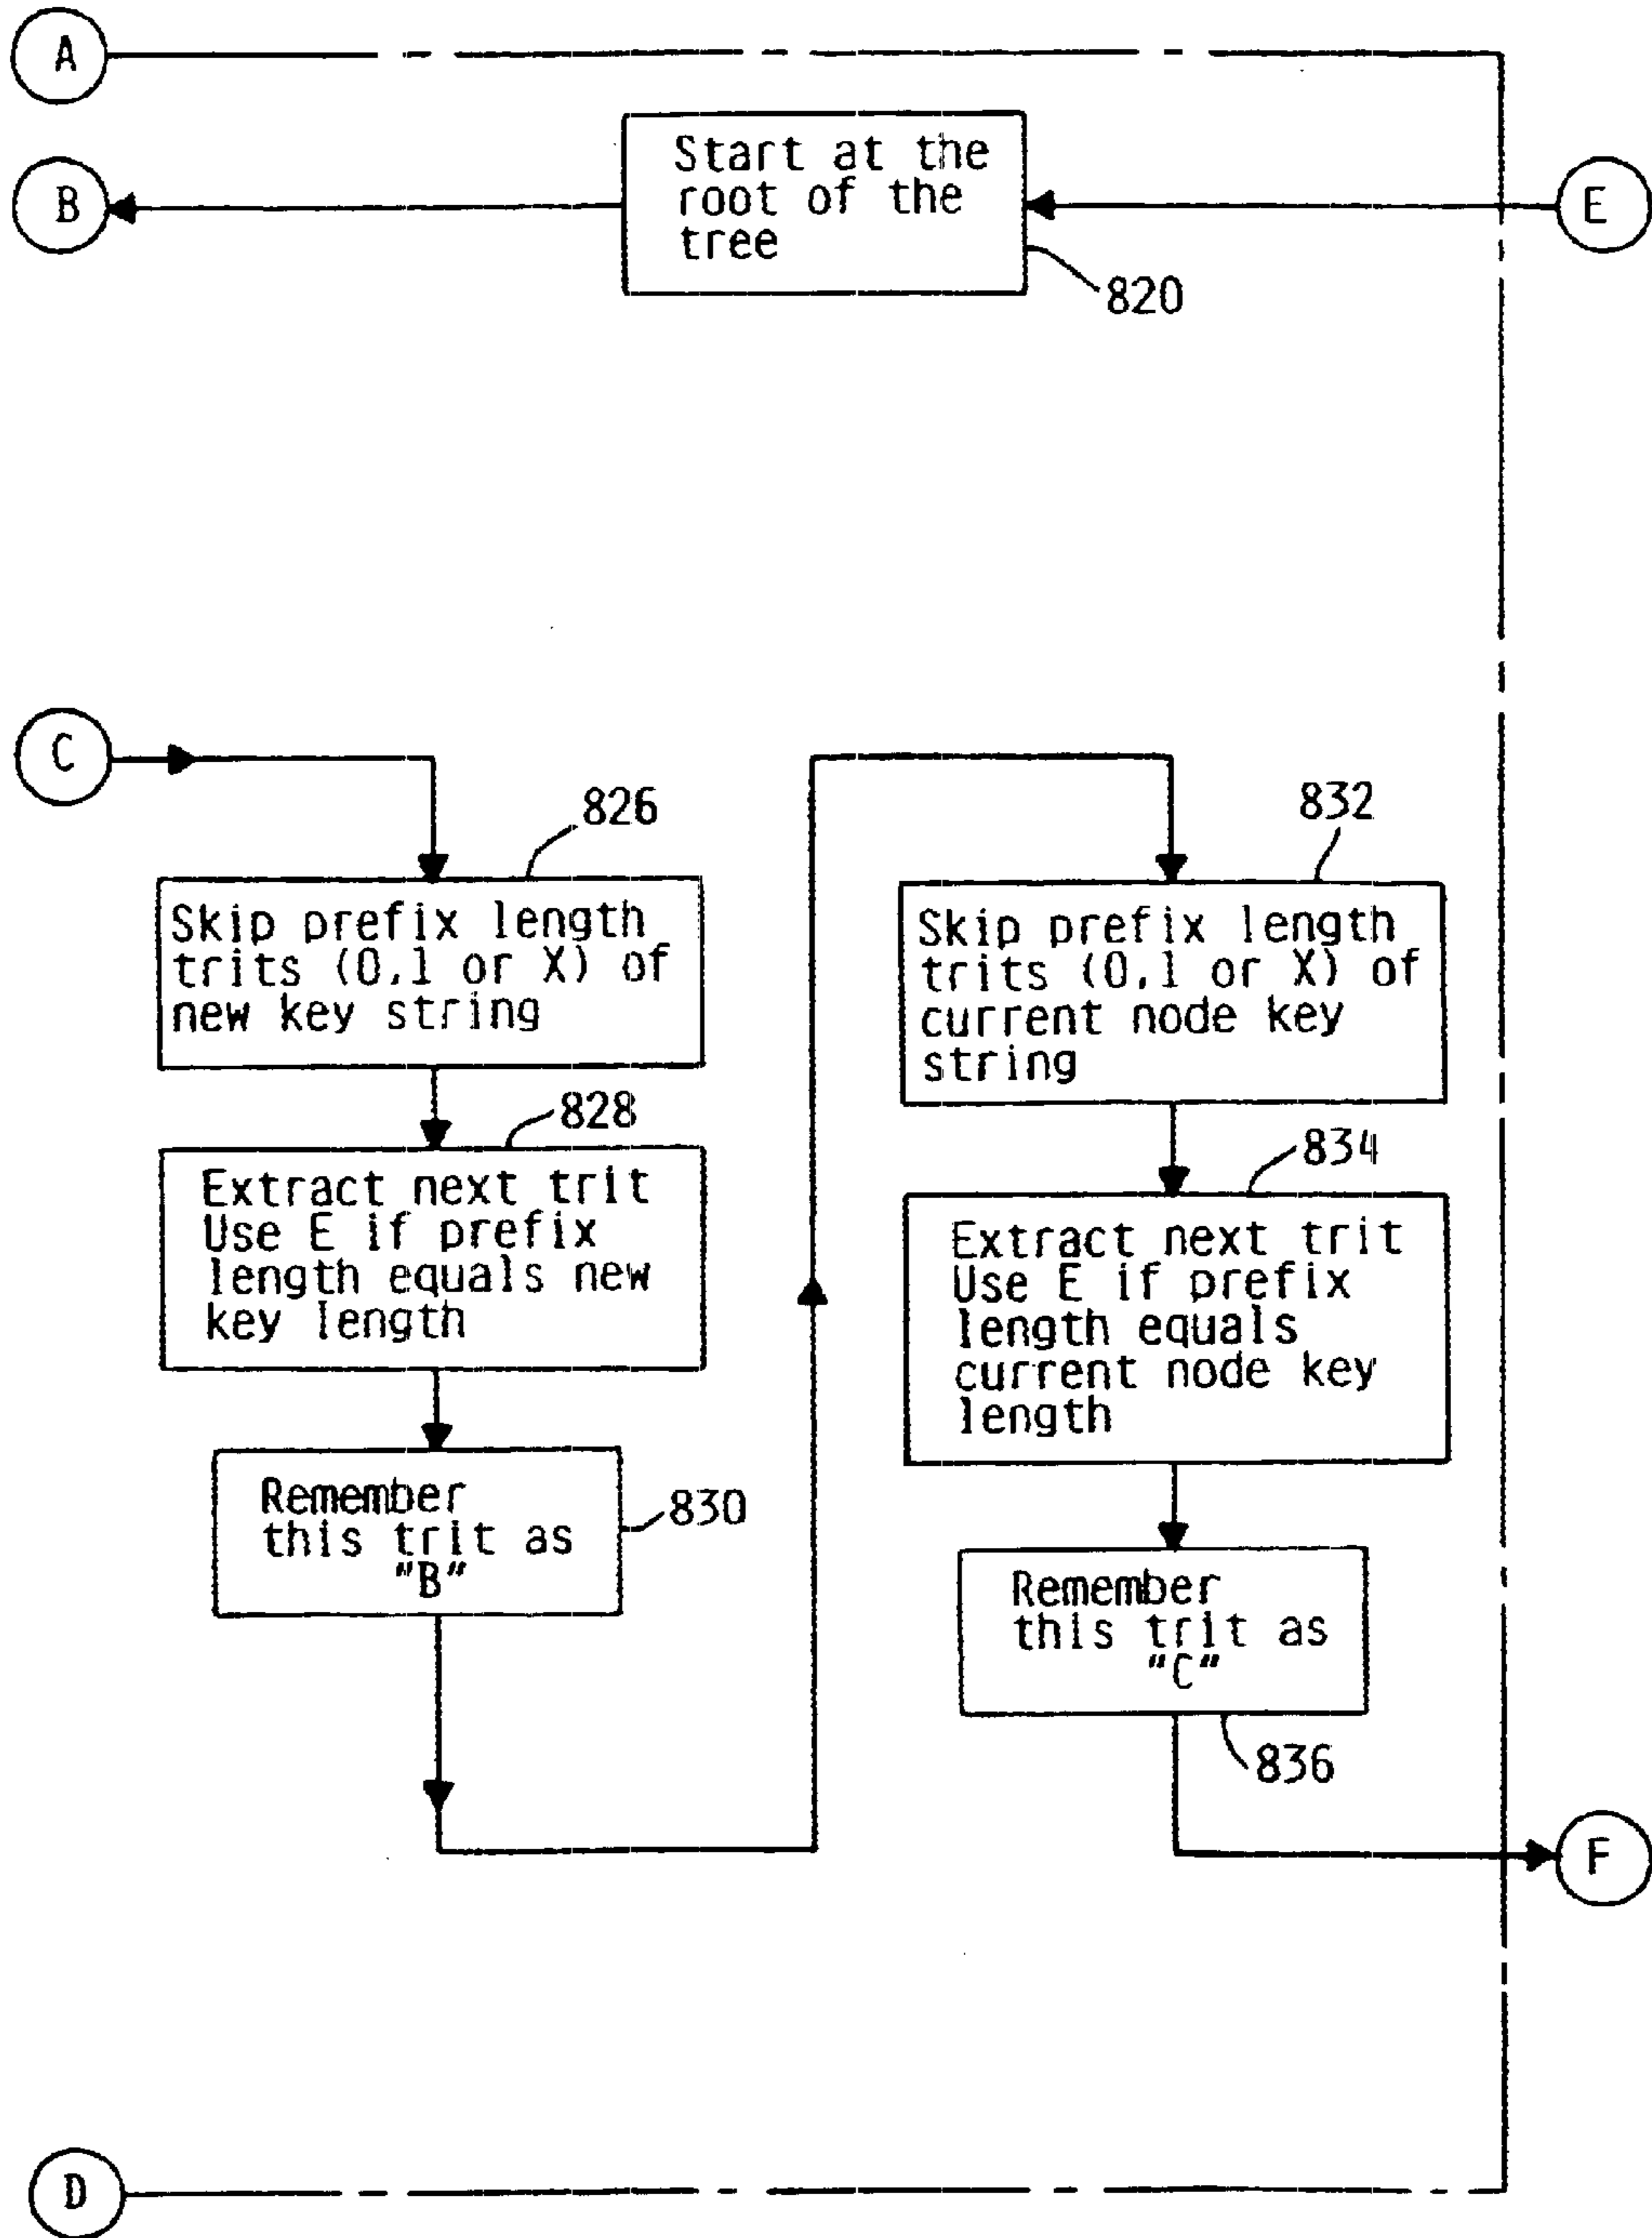 A
Start at the
root of the
tree
B
E
820
C
826
Skip prefix length
trits (0,1 or X) of
new key string
828
Extract next trit
Use E if prefix
length equals new
key length
Remember
this trit as
"B"
830
832
Skip prefix length
trits (0,1 or X) of
current node key
string
834
Extract next trit
Use E if prefix
length equals
current node key
length
Remember
this trit as
"C"
836
F
D